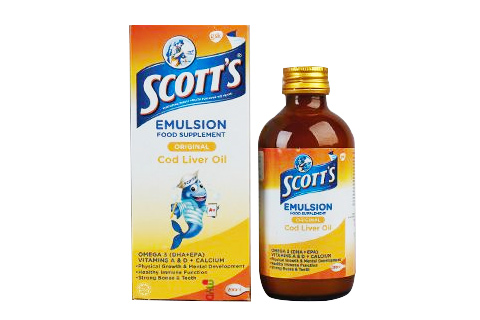 SCOTT'S
EMULSION
FOOD SUPPLEMENT
ORIGINAL
Cod Liver Oil
A+
OMEGA 3 (DHA+EPA)
VITAMINS A & D + CALCIUM
•Physical Growth & Mental Development
•Healthy Immune Function
•Strong Bones & Teeth
SCOTT'S
EMULSION
FOOD SUPPLEMENT
ORIGINAL
Cod Liver Oil
OMEGA 3 (DHA+EPA)
VITAMINS A & D + CALCIUM
•Physical Growth & Mental Development
•Healthy Immune Function
•Strong Bones & Teeth